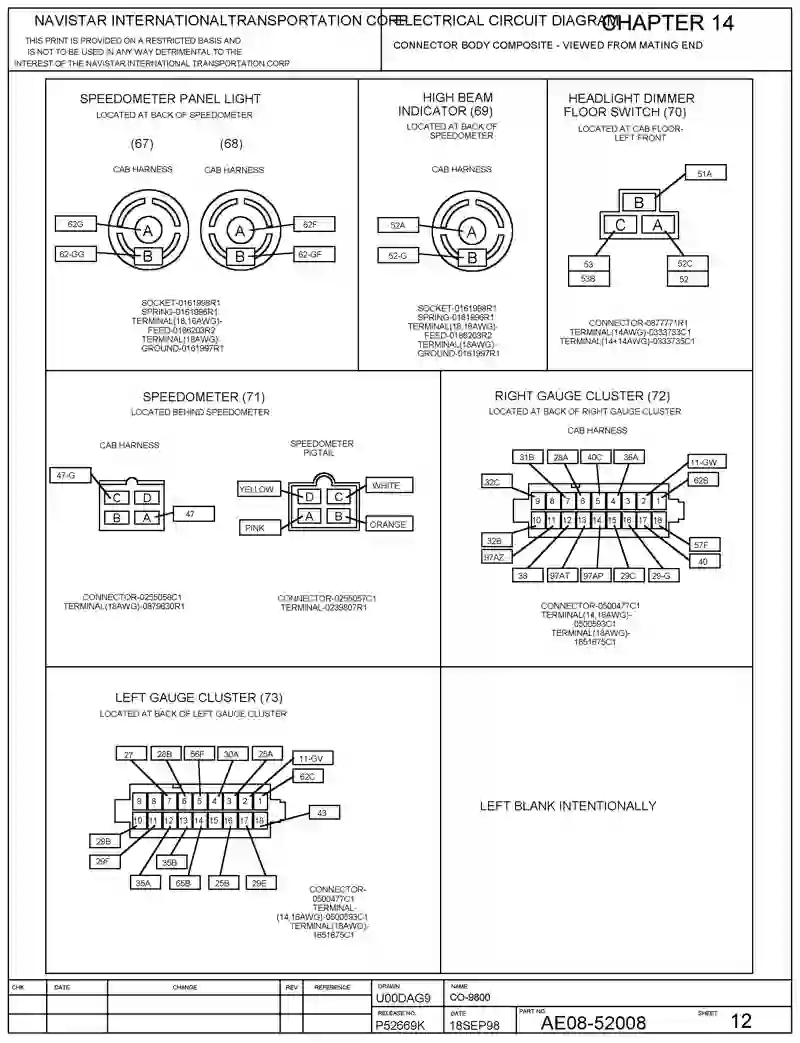 NAVISTAR INTERNATIONALTRANSPORTATION CORP
ELECTRICAL CIRCUIT DIAGRAM
CHAPTER 14
THIS PRINT IS PROVIDED ON A RESTRICTED BASIS AND
IS NOT TO BE USED IN ANY WAY DETRIMENTAL TO THE
INTEREST OF THE NAVISTAR INTERNATIONAL TRANSPORTATION CORP
CONNECTOR BODY COMPOSITE - VIEWED FROM MATING END
SPEEDOMETER PANEL LIGHT
LOCATED AT BACK OF SPEEDOMETER
(67) (68)
CAB HARNESS CAB HARNESS
62G A A 62F
62-GG B B 62-GF
SOCKET-0161998R1
SPRING-0161896R1
TERMINAL(18,16AWG)-
FEED-0186203R2
TERMINAL(18AWG)-
GROUND-0161997R1
HIGH BEAM
INDICATOR (69)
LOCATED AT BACK OF
SPEEDOMETER
CAB HARNESS
52A A
52-G B
SOCKET-0161998R1
SPRING-0161896R1
TERMINAL(18,16AWG)-
FEED-0186203R2
TERMINAL(18AWG)-
GROUND-0161997R1
HEADLIGHT DIMMER
FLOOR SWITCH (70)
LOCATED AT CAB FLOOR-
LEFT FRONT
51A
B
C A
53 52C
53B 52
CONNECTOR-0877771R1
TERMINAL(14AWG)-0333733C1
TERMINAL(14+14AWG)-0333735C1
SPEEDOMETER (71)
LOCATED BEHIND SPEEDOMETER
CAB HARNESS
47-G
C D
B A 47
CONNECTOR-0255058C1
TERMINAL(18AWG)-0879630R1
SPEEDOMETER
PIGTAIL
YELLOW D C WHITE
PINK A B ORANGE
CONNECTOR-0255057C1
TERMINAL-0239807R1
RIGHT GAUGE CLUSTER (72)
LOCATED AT BACK OF RIGHT GAUGE CLUSTER
CAB HARNESS
31B 28A 40C 36A 11-GW
32C 62B
9 8 7 6 5 4 3 2 1
10 11 12 13 14 15 16 17 18
32B 57F
97AZ 40
38 97AT 97AP 29C 29-G
CONNECTOR-0500477C1
TERMINAL(14,16AWG)-
0500593C1
TERMINAL(18AWG)-
1651675C1
LEFT GAUGE CLUSTER (73)
LOCATED AT BACK OF LEFT GAUGE CLUSTER
27 28B 56F 30A 25A 11-GV
62C
9 8 7 6 5 4 3 2 1
10 11 12 13 14 15 16 17 18
43
29B
29F 35B
35A 65B 25B 29E
CONNECTOR-
0500477C1
TERMINAL-
(14,16AWG)-0500593C1
TERMINAL(18AWG)-
1651675C1
LEFT BLANK INTENTIONALLY
CHK DATE CHANGE REV REFERENCE
DRAWN
U00DAG9
NAME
CO-9800
RELEASE NO.
P52669K
DATE
18SEP98
PART NO.
AE08-52008
SHEET
12